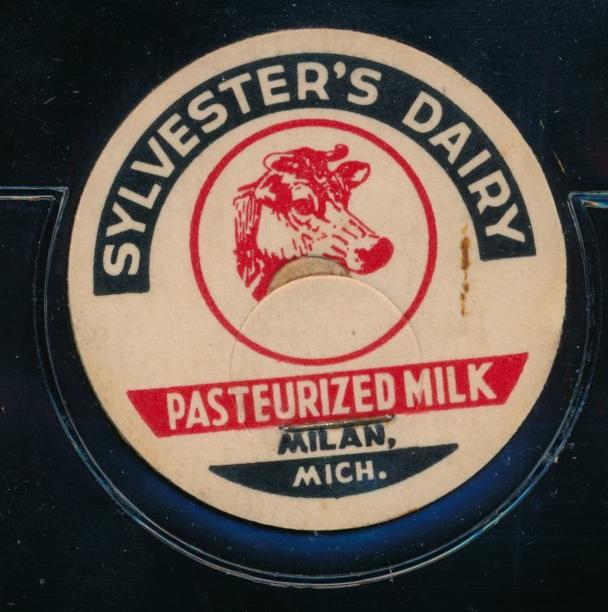 SYLVESTER'S DAIRY
PASTEURIZED MILK
MILAN,
MICH.